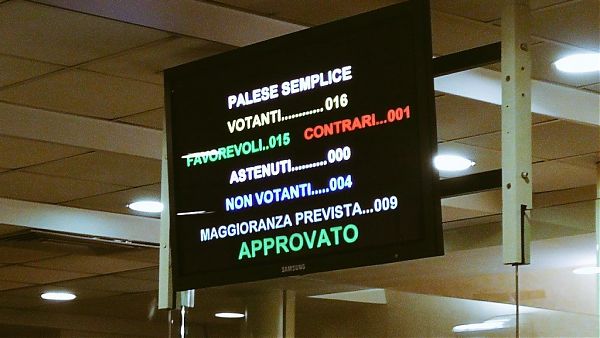 PALESE SEMPLICE
VOTANTI............016
FAVOREVOLI..015 CONTRARI...001
ASTENUTI..........000
NON VOTANTI.....004
MAGGIORANZA PREVISTA...009
APPROVATO
SAMSUNG